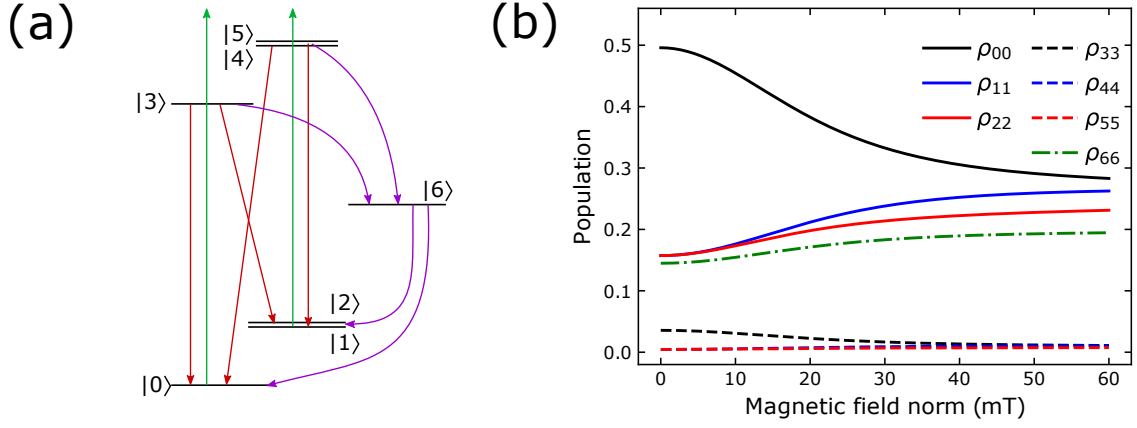 (a)
|5⟩
|4⟩
|3⟩
|6⟩
|2⟩
|1⟩
|0⟩
(b)
0.5
0.4
0.3
0.2
0.1
0.0
Population
ρ₀₀
ρ₁₁
ρ₂₂
ρ₃₃
ρ₄₄
ρ₅₅
ρ₆₆
0 10 20 30 40 50 60
Magnetic field norm (mT)